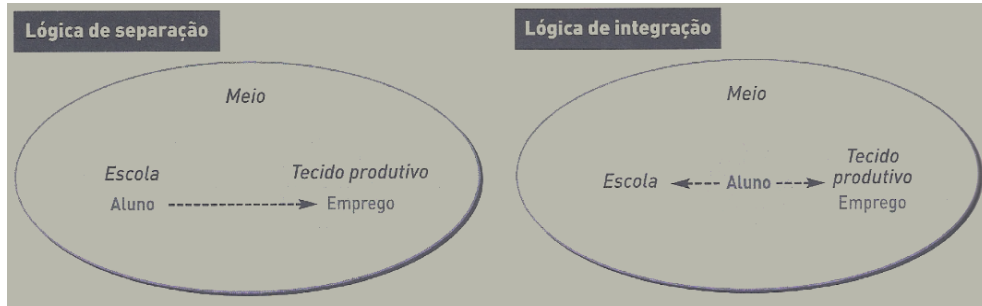 Lógica de separação
Meio
Escola
Tecido produtivo
Aluno
Emprego
Lógica de integração
Meio
Escola
Aluno
Tecido
produtivo
Emprego